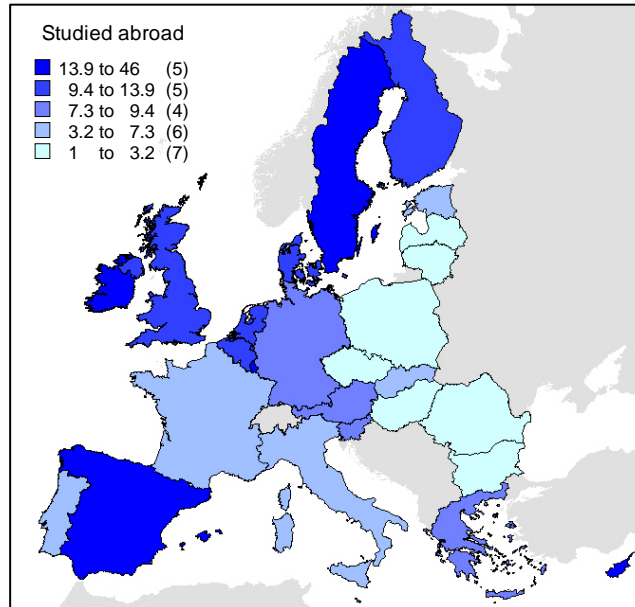 Studied abroad
13.9 to 46 (5)
9.4 to 13.9 (5)
7.3 to 9.4 (4)
3.2 to 7.3 (6)
1 to 3.2 (7)